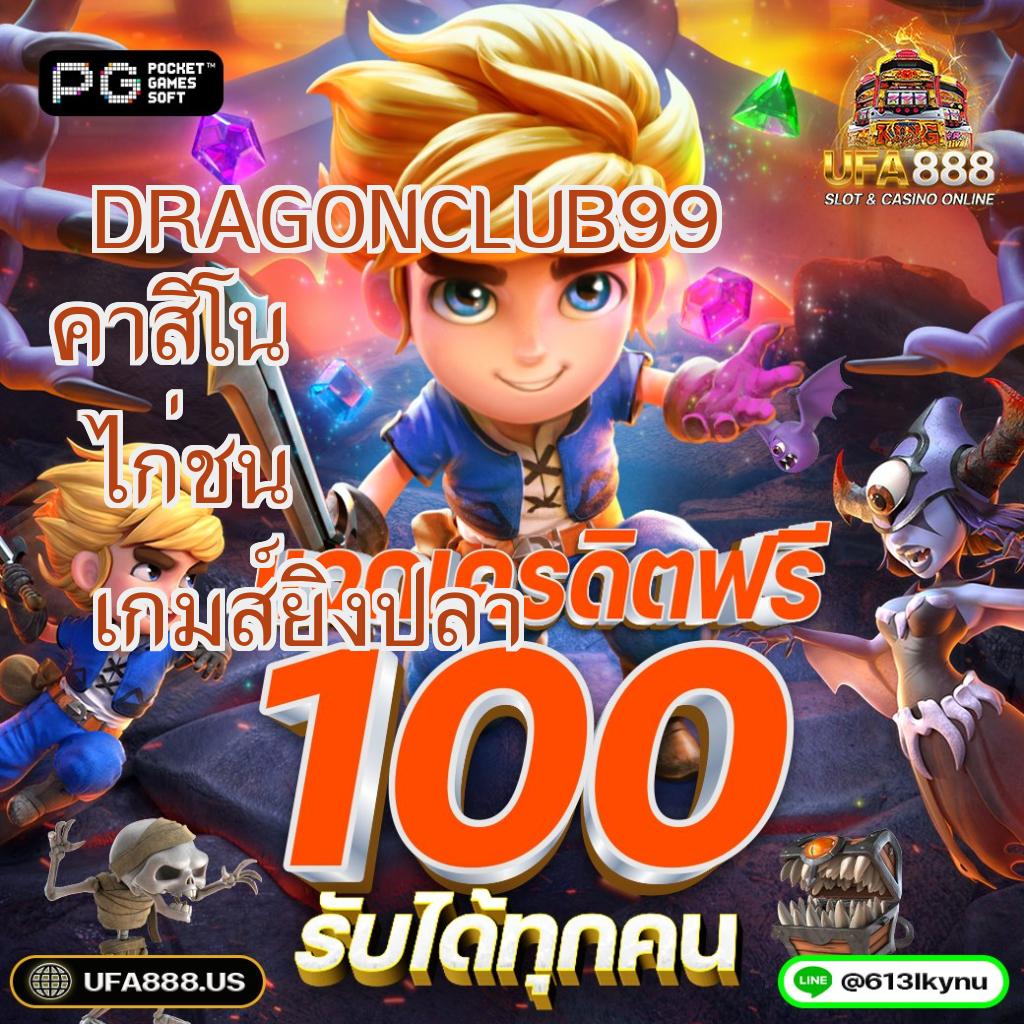 PG POCKET GAMES SOFT™
UFA888
SLOT & CASINO ONLINE
DRAGONCLUB99
คาสิโน
ไก่ชน
เครดิตฟรี
เกมส์ยิงปลา
100
รับได้ทุกคน
UFA888.US
LINE @613lkynu